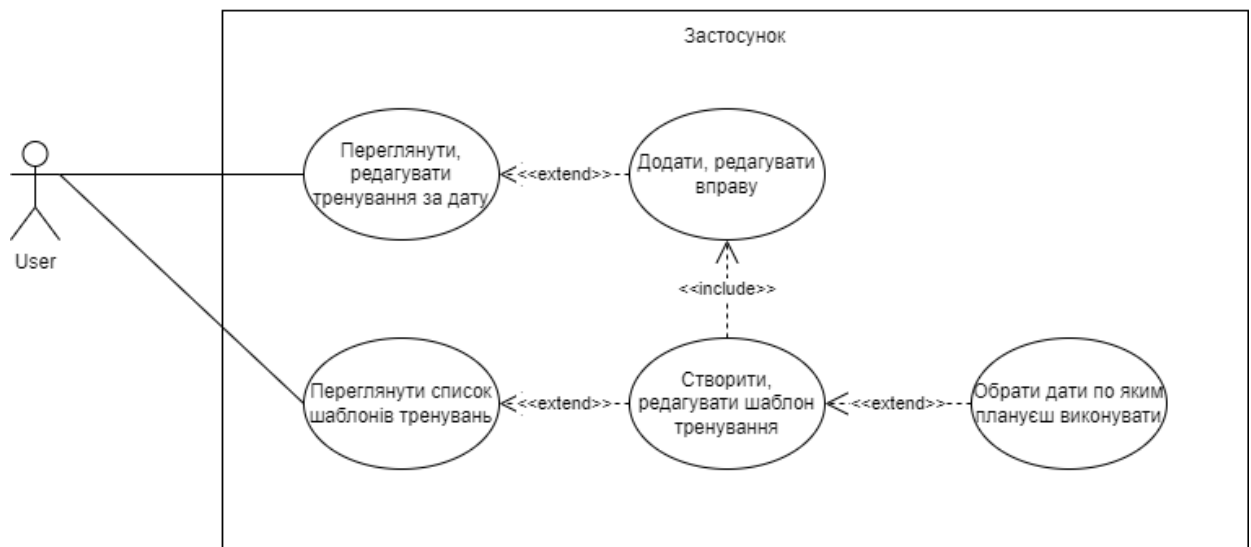 Застосунок
Переглянути,
редагувати
тренування за дату
<<extend>>
Додати, редагувати
вправу
User
<<include>>
Переглянути список
шаблонів тренувань
<<extend>>
Створити,
редагувати шаблон
тренування
<<extend>>
Обрати дати по яким
плануєш виконувати